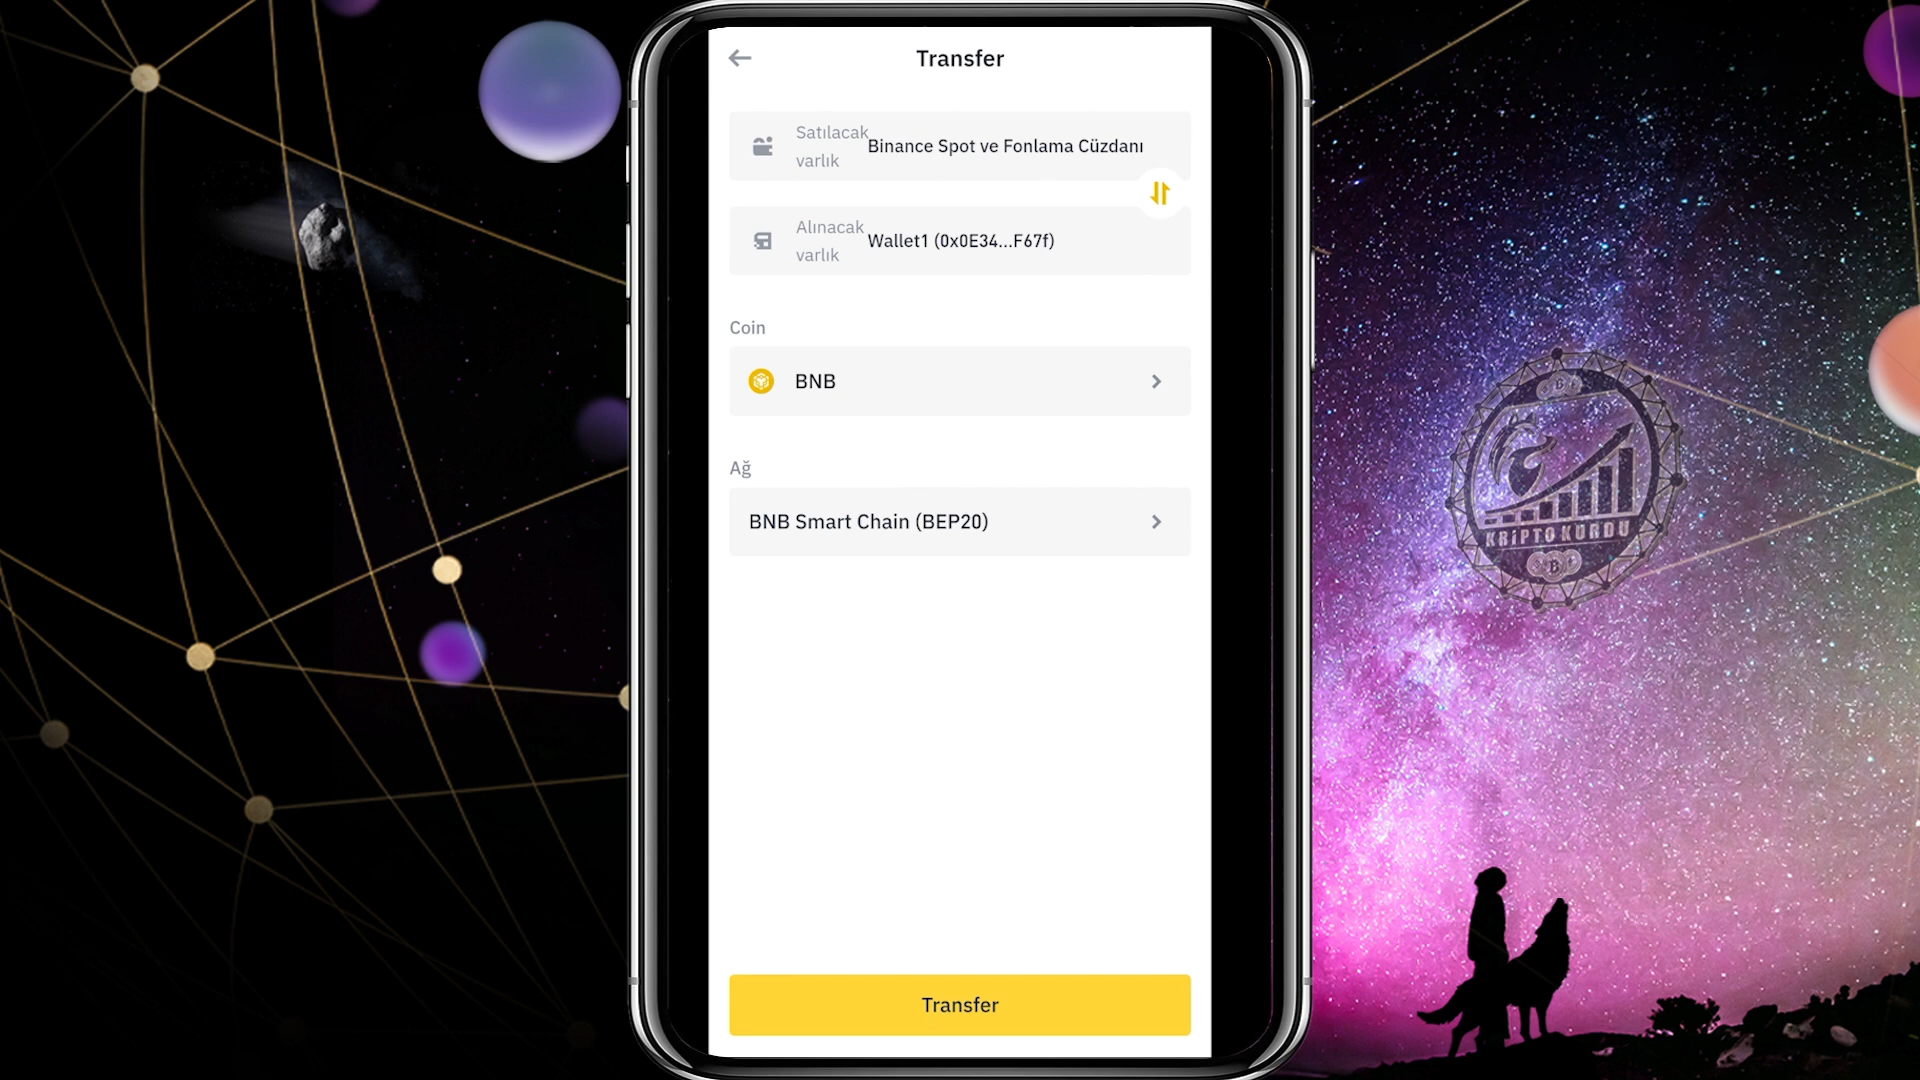 Transfer
Satılacak varlık
Binance Spot ve Fonlama Cüzdanı
Alınacak varlık
Wallet1 (0x0E34...F67f)
Coin
BNB
Ağ
BNB Smart Chain (BEP20)
Transfer
KRİPTO KURDU